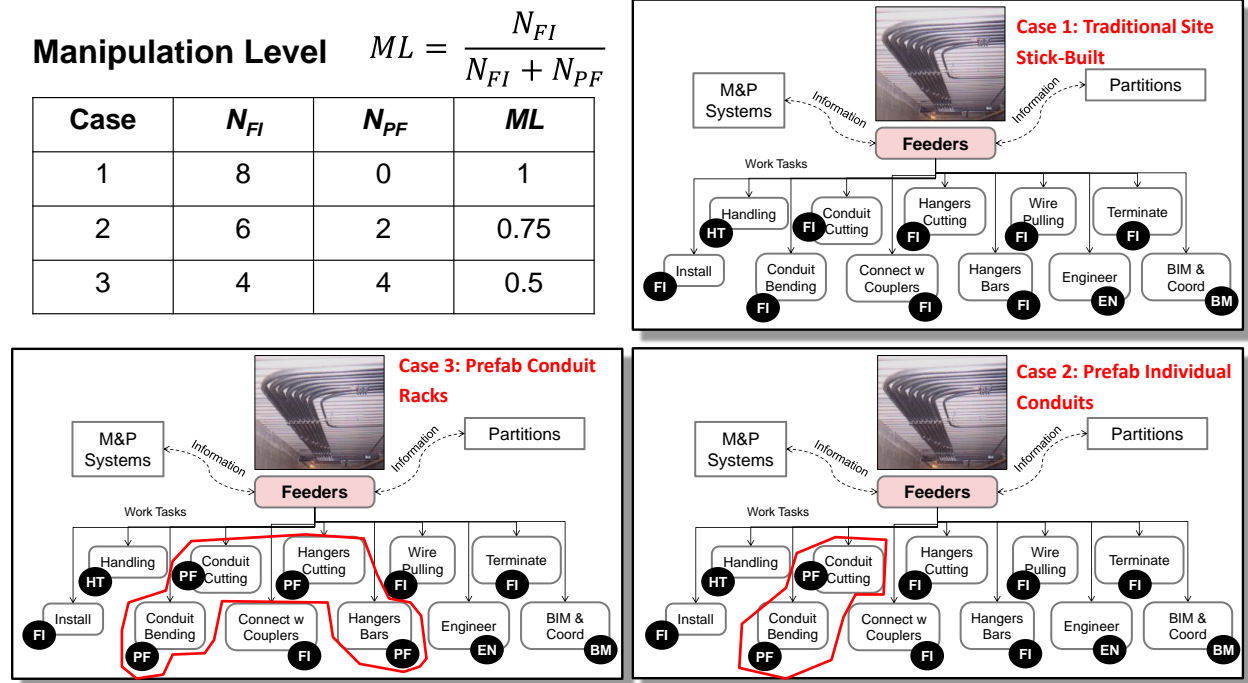 Manipulation Level
ML = N_FI / (N_FI + N_PF)
Case N_FI N_PF ML
1 8 0 1
2 6 2 0.75
3 4 4 0.5
Case 1: Traditional Site
Stick-Built
M&P
Systems
Information
Information
Partitions
Feeders
Work Tasks
Handling
HT
Conduit
Cutting
FI
Hangers
Cutting
FI
Wire
Pulling
FI
Terminate
FI
Install
FI
Conduit
Bending
FI
Connect w
Couplers
FI
Hangers
Bars
FI
Engineer
EN
BIM &
Coord
BM
Case 3: Prefab Conduit
Racks
M&P
Systems
Information
Information
Partitions
Feeders
Work Tasks
Handling
HT
Conduit
Cutting
PF
Hangers
Cutting
PF
Wire
Pulling
FI
Terminate
FI
Install
FI
Conduit
Bending
PF
Connect w
Couplers
FI
Hangers
Bars
PF
Engineer
EN
BIM &
Coord
BM
Case 2: Prefab Individual
Conduits
M&P
Systems
Information
Information
Partitions
Feeders
Work Tasks
Handling
HT
Conduit
Cutting
PF
Hangers
Cutting
FI
Wire
Pulling
FI
Terminate
FI
Install
FI
Conduit
Bending
PF
Connect w
Couplers
FI
Hangers
Bars
FI
Engineer
EN
BIM &
Coord
BM